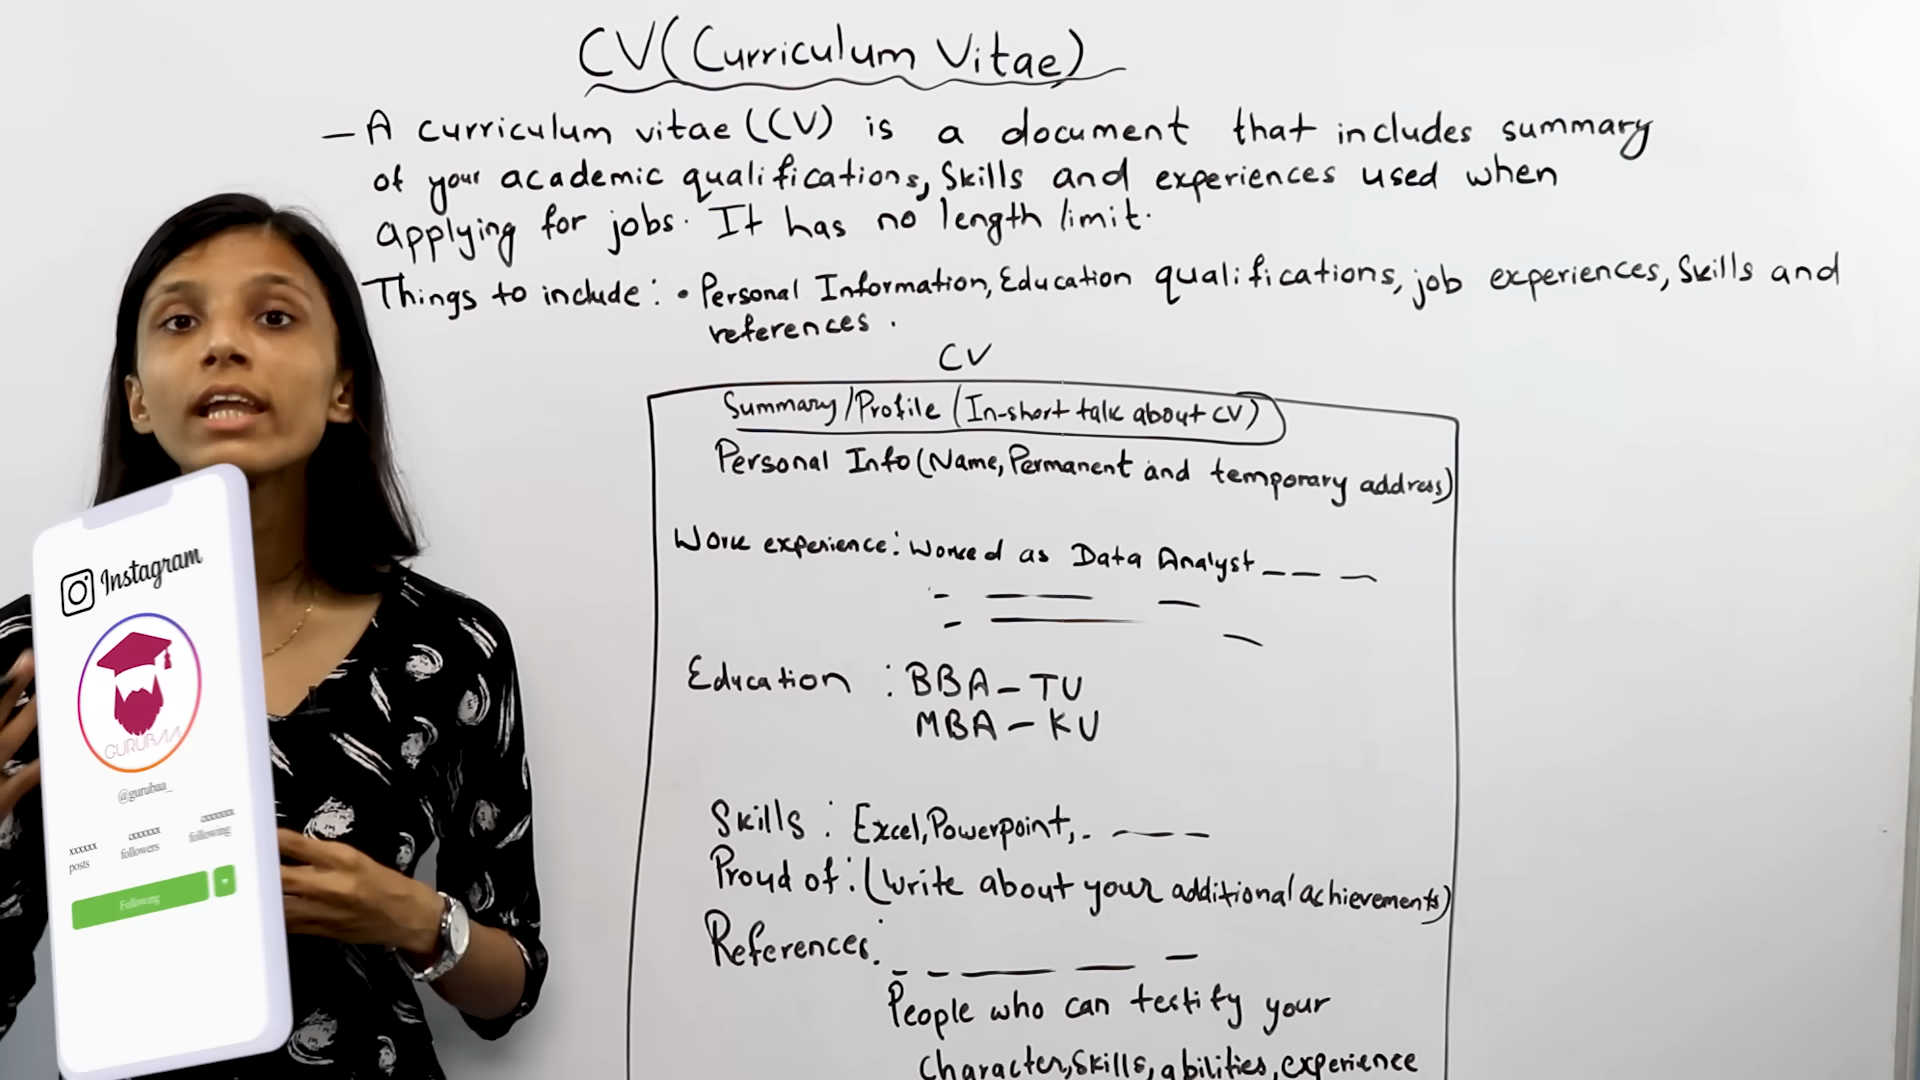 CV (Curriculum Vitae)
— A curriculum vitae (CV) is a document that includes summary
of your academic qualifications, Skills and experiences used when
applying for jobs. It has no length limit.
Things to include: • Personal Information, Education qualifications, job experiences, Skills and
references.
CV
Summary/Profile (In-short talk about CV)
Personal Info (Name, Permanent and temporary address)
Work experience: Worked as Data Analyst _ _ _
Education : BBA - TU
MBA - KU
Skills : Excel, Powerpoint, . _ _ _
Proud of: (write about your additional achievements)
References: _ _ _ _ _
People who can testify your
character, skills, abilities, experience
Instagram
GURUBAA
@gurubaa_
xxxxxx posts
xxxxxxx followers
xxxxxxx following
Following